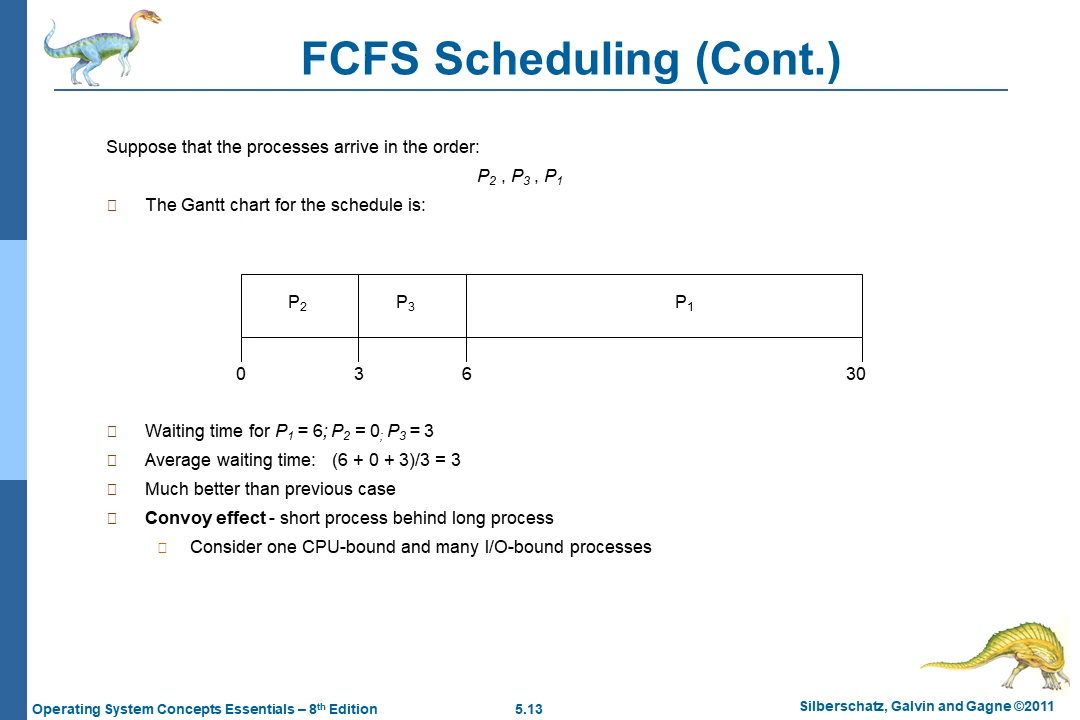 FCFS Scheduling (Cont.)
Suppose that the processes arrive in the order:
P2 , P3 , P1
The Gantt chart for the schedule is:
P2 P3 P1
0 3 6 30
Waiting time for P1 = 6; P2 = 0; P3 = 3
Average waiting time: (6 + 0 + 3)/3 = 3
Much better than previous case
Convoy effect - short process behind long process
Consider one CPU-bound and many I/O-bound processes
Operating System Concepts Essentials – 8th Edition 5.13 Silberschatz, Galvin and Gagne ©2011